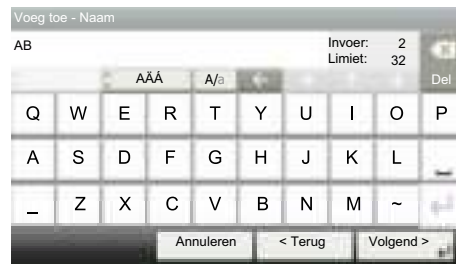 Voeg toe - Naam
AB
Invoer: 2
Limiet: 32
AÄÁ A/a Del
Q W E R T Y U I O P
A S D F G H J K L
_ Z X C V B N M ~
Annuleren < Terug Volgend >